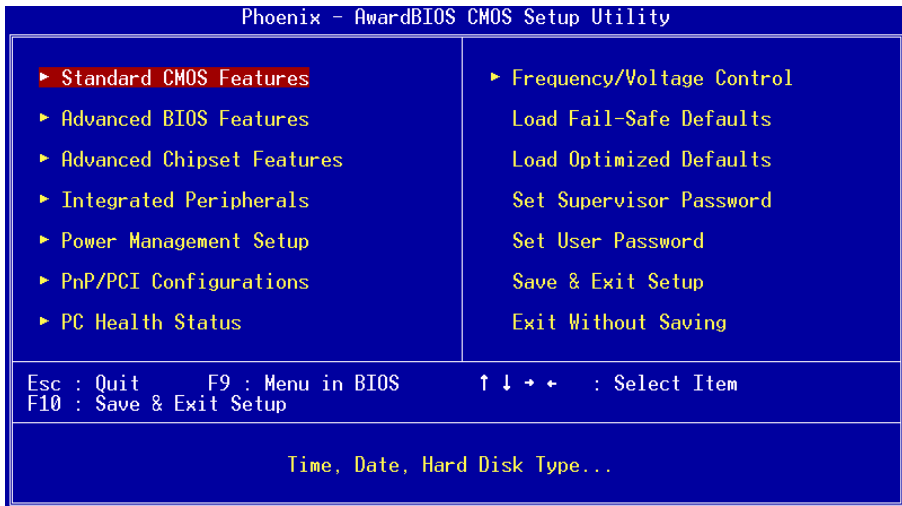 Phoenix - AwardBIOS CMOS Setup Utility
▶ Standard CMOS Features
▶ Advanced BIOS Features
▶ Advanced Chipset Features
▶ Integrated Peripherals
▶ Power Management Setup
▶ PnP/PCI Configurations
▶ PC Health Status
▶ Frequency/Voltage Control
Load Fail-Safe Defaults
Load Optimized Defaults
Set Supervisor Password
Set User Password
Save & Exit Setup
Exit Without Saving
Esc : Quit F9 : Menu in BIOS ↑ ↓ → ← : Select Item
F10 : Save & Exit Setup
Time, Date, Hard Disk Type...